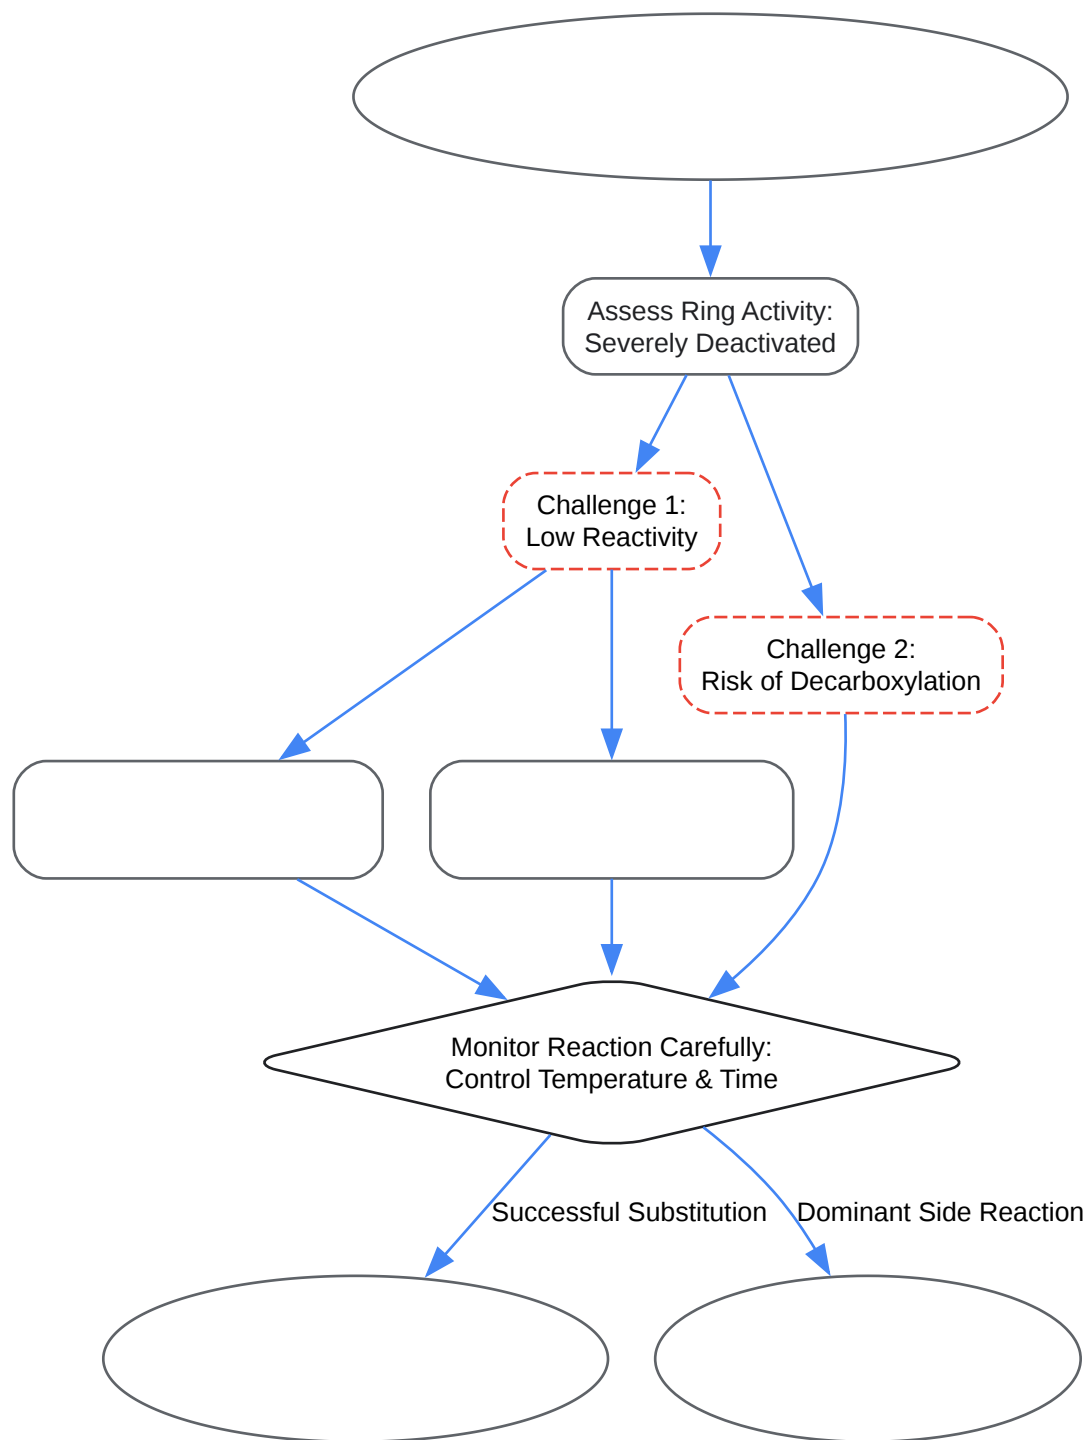 Assess Ring Activity:
Severely Deactivated
Challenge 1:
Low Reactivity
Challenge 2:
Risk of Decarboxylation
Monitor Reaction Carefully:
Control Temperature & Time
Successful Substitution
Dominant Side Reaction